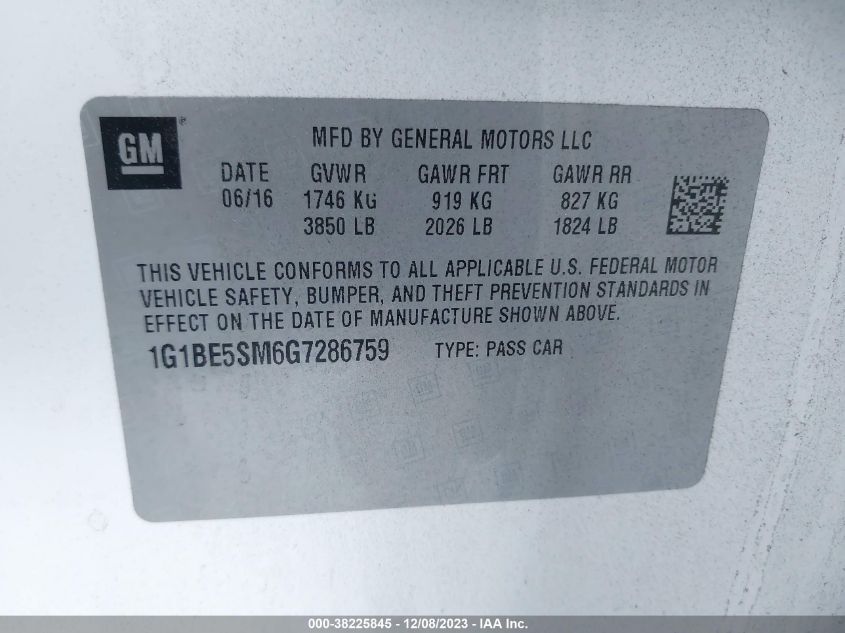 GM ®
MFD BY GENERAL MOTORS LLC
DATE GVWR GAWR FRT GAWR RR
06/16 1746 KG 919 KG 827 KG
3850 LB 2026 LB 1824 LB
THIS VEHICLE CONFORMS TO ALL APPLICABLE U.S. FEDERAL MOTOR
VEHICLE SAFETY, BUMPER, AND THEFT PREVENTION STANDARDS IN
EFFECT ON THE DATE OF MANUFACTURE SHOWN ABOVE.
1G1BE5SM6G7286759 TYPE: PASS CAR
000-38225845 - 12/08/2023 - IAA Inc.